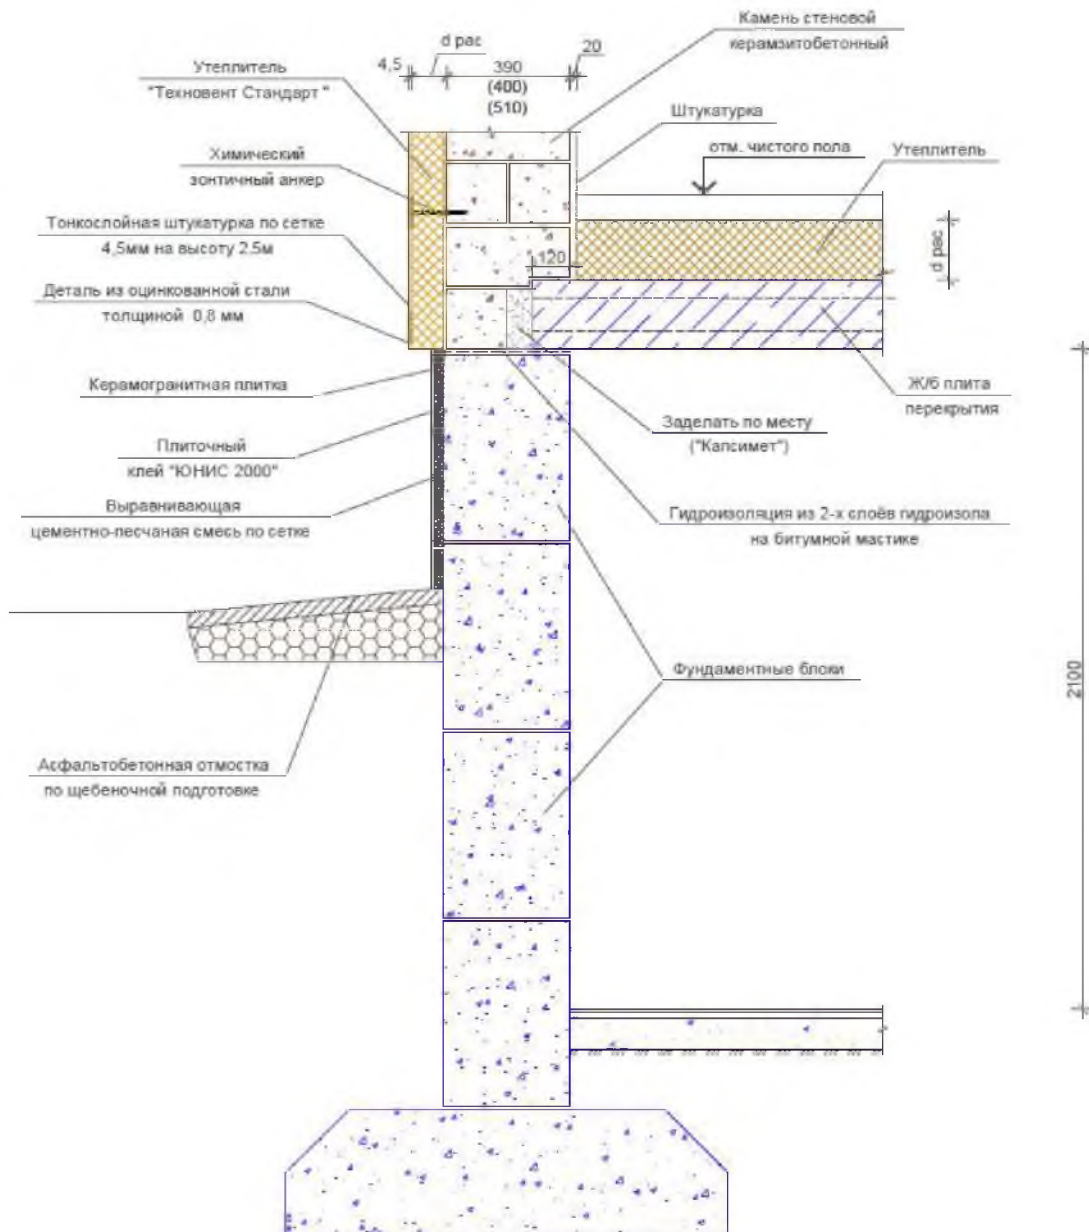 Камень стеновой
керамзитобетонный
d рас
4,5
390
20
(400)
(510)
Утеплитель
"Техновент Стандарт"
Штукатурка
отм. чистого пола
Утеплитель
Химический
зонтичный анкер
Тонкослойная штукатурка по сетке
4,5мм на высоту 2.5м
120
d рас
Деталь из оцинкованной стали
толщиной 0,8 мм
Керамогранитная плитка
Ж/б плита
перекрытия
Заделать по месту
("Капсимет")
Плиточный
клей "ЮНИС 2000"
Выравнивающая
цементно-песчаная смесь по сетке
Гидроизоляция из 2-х слоёв гидроизола
на битумной мастике
Фундаментные блоки
2100
Асфальтобетонная отмостка
по щебеночной подготовке